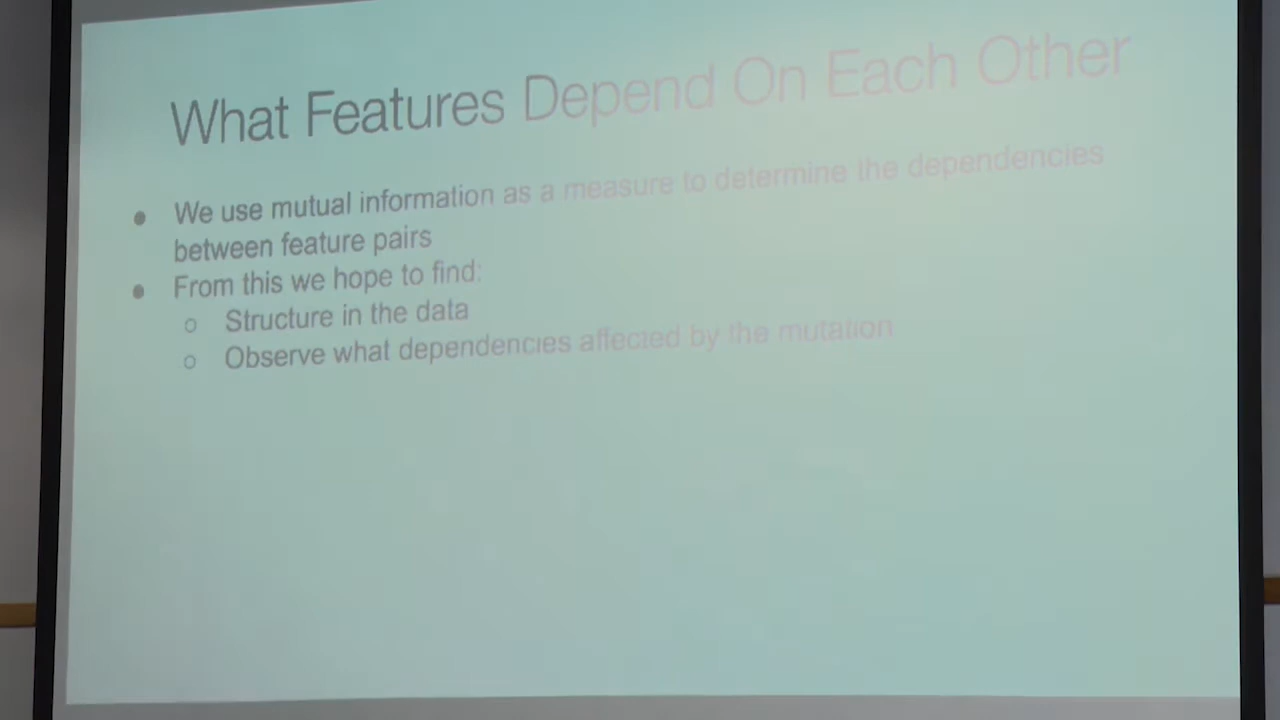 What Features Depend On Each Other
● We use mutual information as a measure to determine the dependencies
between feature pairs
● From this we hope to find:
○ Structure in the data
○ Observe what dependencies affected by the mutation